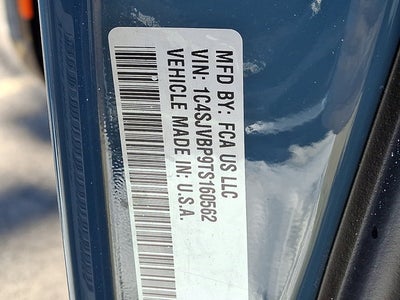 MFD BY: FCA US LLC
VIN: 1C4SJVBP9TS160562
VEHICLE MADE IN: U.S.A.